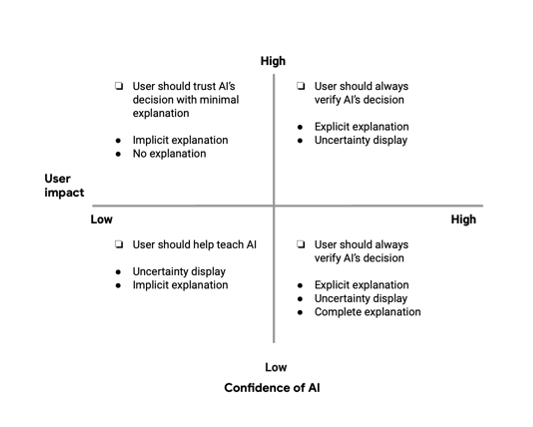 High
❏ User should trust AI's
decision with minimal
explanation
● Implicit explanation
● No explanation
❏ User should always
verify AI's decision
● Explicit explanation
● Uncertainty display
User
impact
Low
High
❏ User should help teach AI
● Uncertainty display
● Implicit explanation
❏ User should always
verify AI's decision
● Explicit explanation
● Uncertainty display
● Complete explanation
Low
Confidence of AI